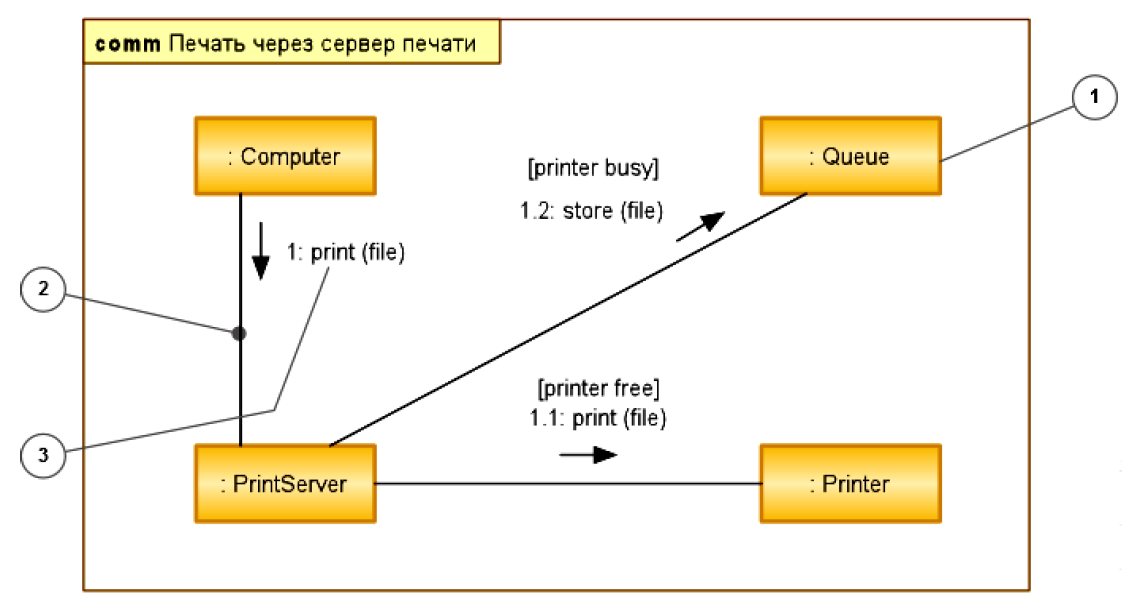 comm Печать через сервер печати
1
: Computer
[printer busy]
: Queue
1.2: store (file)
1: print (file)
2
[printer free]
1.1: print (file)
3
: PrintServer
: Printer